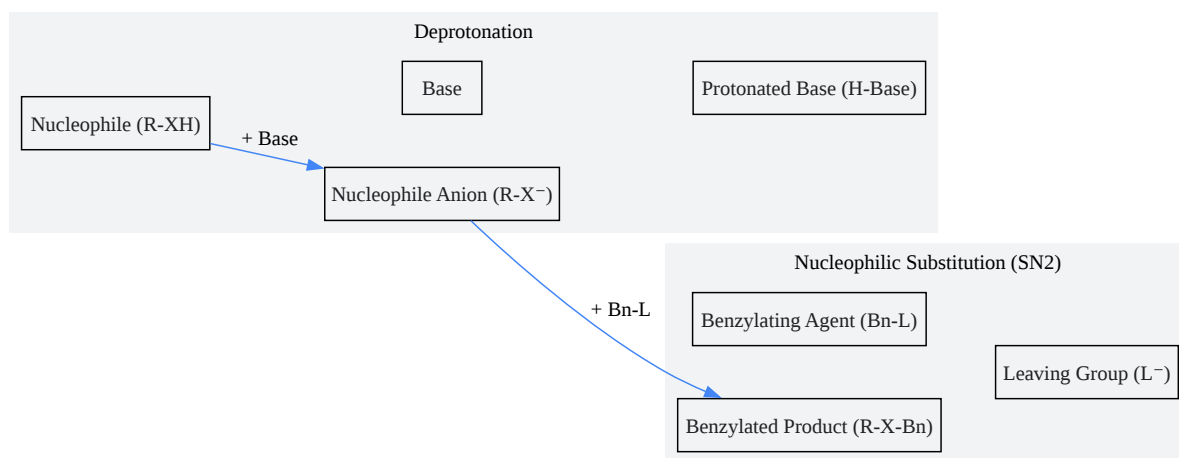 Deprotonation
Base
Protonated Base (H-Base)
Nucleophile (R-XH)
+ Base
Nucleophile Anion (R-X⁻)
Nucleophilic Substitution (SN2)
+ Bn-L
Benzylating Agent (Bn-L)
Leaving Group (L⁻)
Benzylated Product (R-X-Bn)